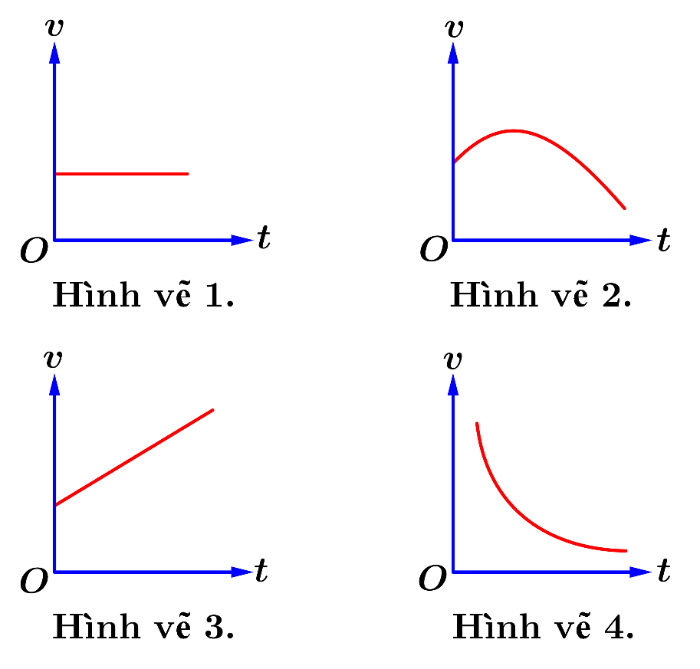 v
v
t
t
O
O
Hình vẽ 1.
Hình vẽ 2.
v
v
t
t
O
O
Hình vẽ 3.
Hình vẽ 4.